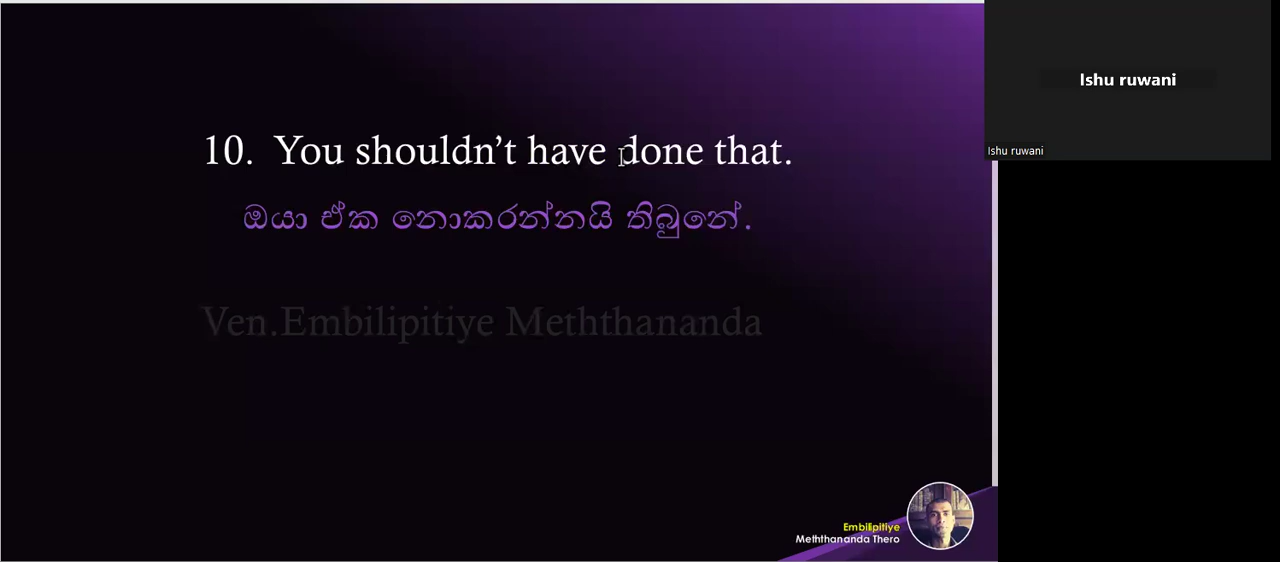 10. You shouldn’t have done that.
ඔයා ඒක නොකරන්නයි තිබුනේ.
Ven.Embilipitiye Meththananda
Embilipitiye
Meththananda Thero
Ishu ruwani
Ishu ruwani